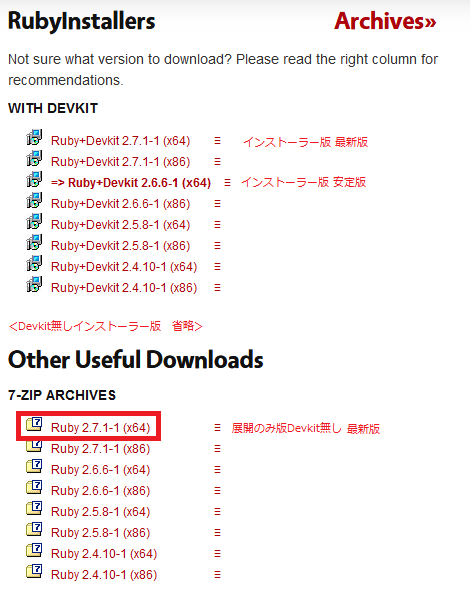 RubyInstallers Archives»
Not sure what version to download? Please read the right column for
recommendations.
WITH DEVKIT
Ruby+Devkit 2.7.1-1 (x64) ≡ インストーラー版 最新版
Ruby+Devkit 2.7.1-1 (x86) ≡
=> Ruby+Devkit 2.6.6-1 (x64) ≡ インストーラー版 安定版
Ruby+Devkit 2.6.6-1 (x86) ≡
Ruby+Devkit 2.5.8-1 (x64) ≡
Ruby+Devkit 2.5.8-1 (x86) ≡
Ruby+Devkit 2.4.10-1 (x64) ≡
Ruby+Devkit 2.4.10-1 (x86) ≡
<Devkit無しインストーラー版 省略>
Other Useful Downloads
7-ZIP ARCHIVES
Ruby 2.7.1-1 (x64) ≡ 展開のみ版Devkit無し 最新版
Ruby 2.7.1-1 (x86) ≡
Ruby 2.6.6-1 (x64) ≡
Ruby 2.6.6-1 (x86) ≡
Ruby 2.5.8-1 (x64) ≡
Ruby 2.5.8-1 (x86) ≡
Ruby 2.4.10-1 (x64) ≡
Ruby 2.4.10-1 (x86) ≡